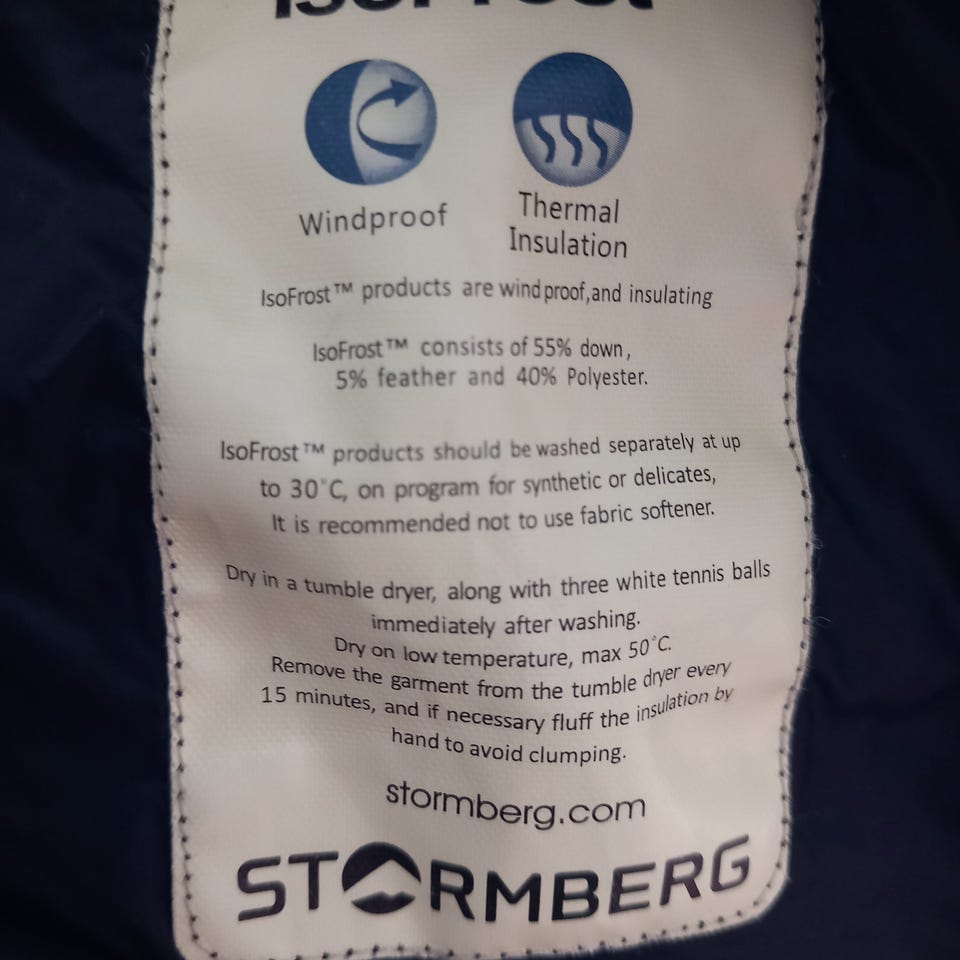 IsoFrost
Windproof
Thermal
Insulation
IsoFrost™ products are windproof,and insulating
IsoFrost™ consists of 55% down,
5% feather and 40% Polyester.
IsoFrost™ products should be washed separately at up
to 30°C, on program for synthetic or delicates,
It is recommended not to use fabric softener.
Dry in a tumble dryer, along with three white tennis balls
immediately after washing.
Dry on low temperature, max 50°C.
Remove the garment from the tumble dryer every
15 minutes, and if necessary fluff the insulation by
hand to avoid clumping.
stormberg.com
STORMBERG